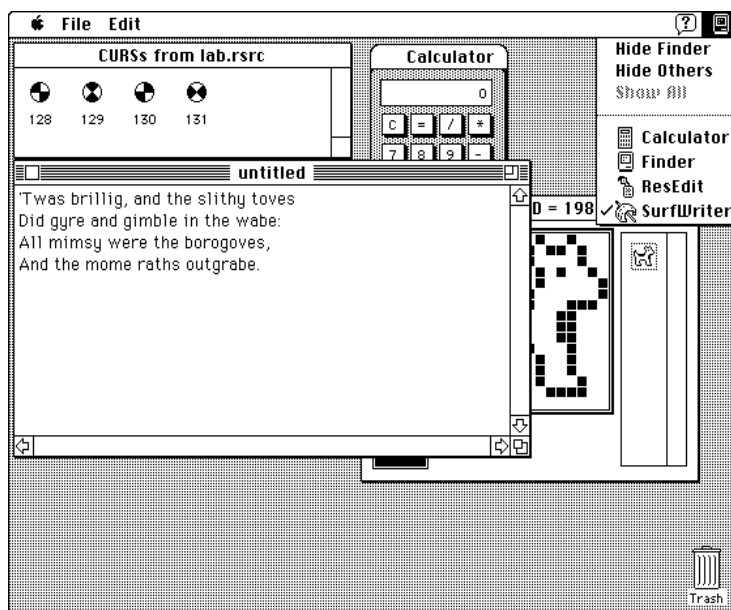 File Edit
CURSs from lab.rsrc
128 129 130 131
Calculator
0
C = / *
7 8 9 -
Hide Finder
Hide Others
Show All
Calculator
Finder
ResEdit
SurfWriter
untitled
'Twas brillig, and the slithy toves
Did gyre and gimble in the wabe:
All mimsy were the borogoves,
And the mome raths outgrabe.
D = 198
Trash